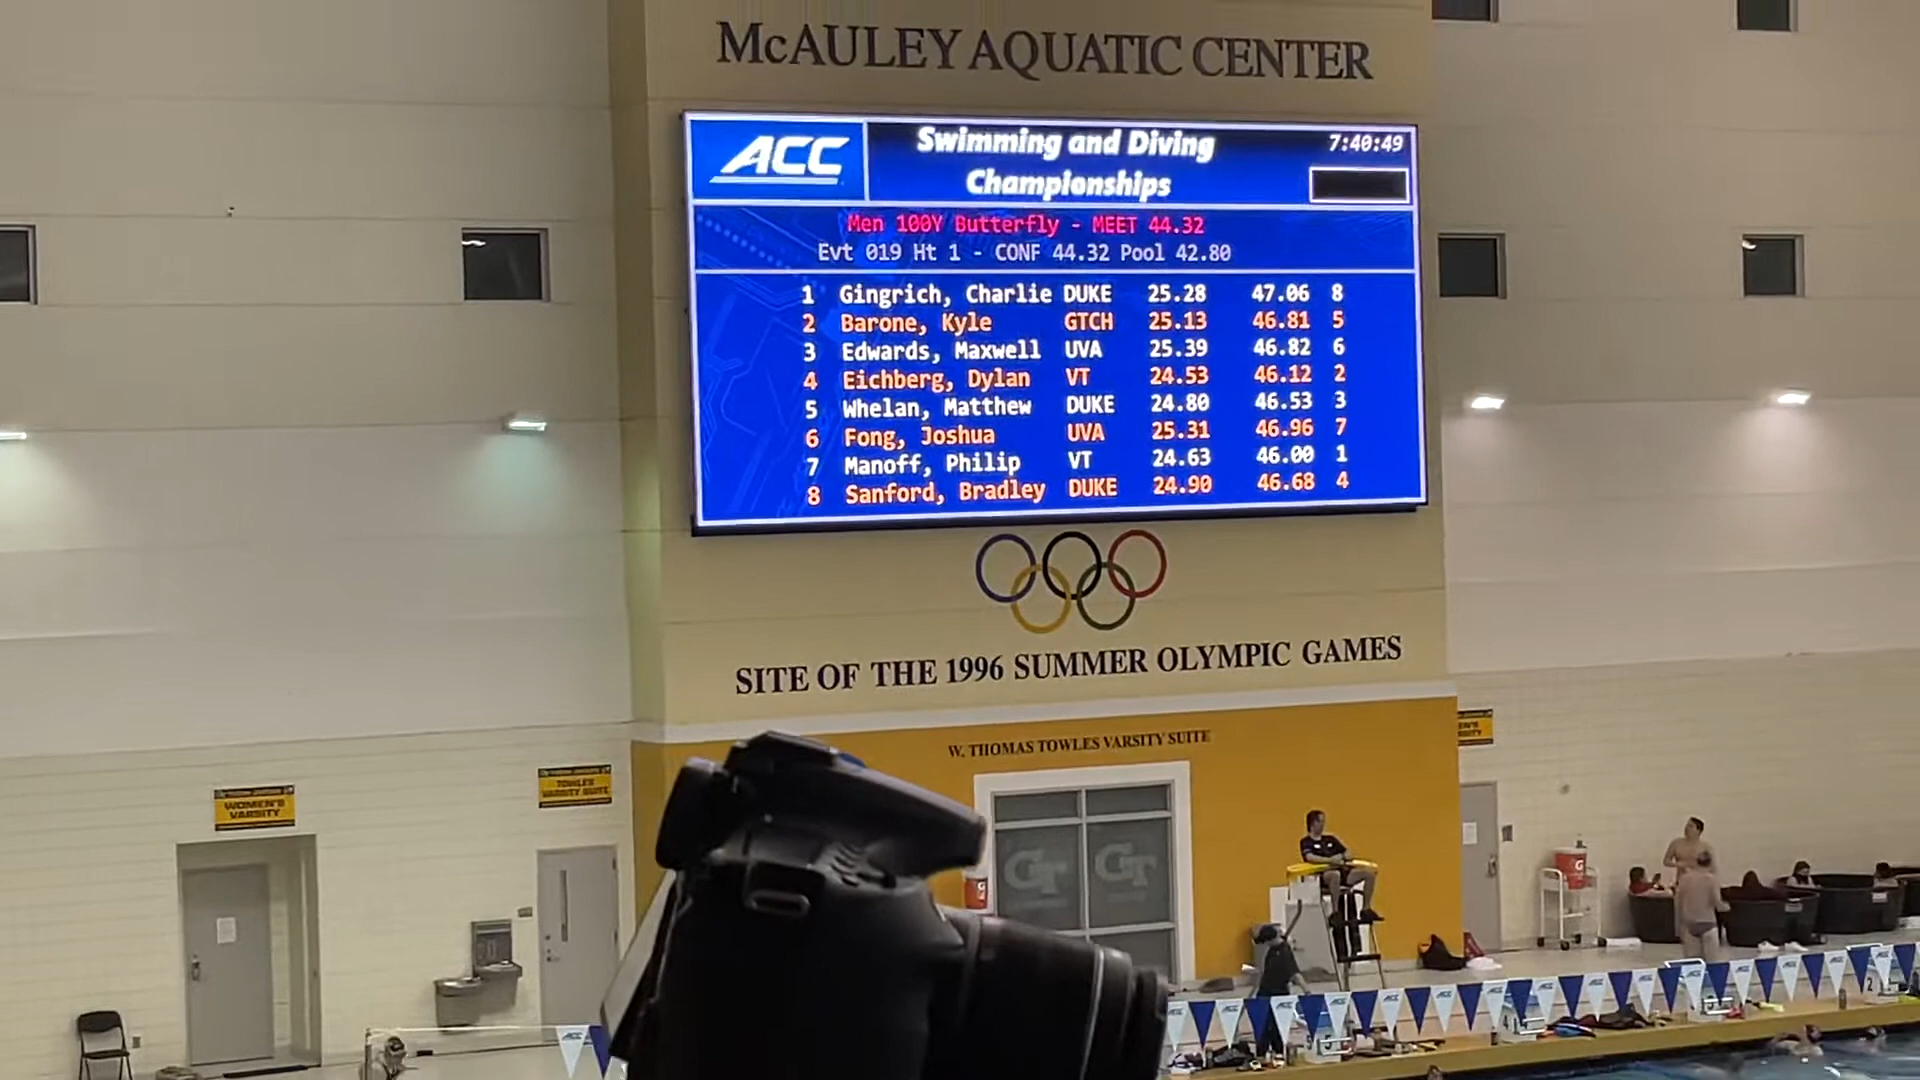 McAULEY AQUATIC CENTER
ACC
Swimming and Diving
Championships
7:40:49
Men 100Y Butterfly - MEET 44.32
Evt 019 Ht 1 - CONF 44.32 Pool 42.80
1 Gingrich, Charlie DUKE 25.28 47.06 8
2 Barone, Kyle GTCH 25.13 46.81 5
3 Edwards, Maxwell UVA 25.39 46.82 6
4 Eichberg, Dylan VT 24.53 46.12 2
5 Whelan, Matthew DUKE 24.80 46.53 3
6 Fong, Joshua UVA 25.31 46.96 7
7 Manoff, Philip VT 24.63 46.00 1
8 Sanford, Bradley DUKE 24.90 46.68 4
SITE OF THE 1996 SUMMER OLYMPIC GAMES
W. THOMAS TOWLES VARSITY SUITE
WOMEN'S
VARSITY
TOWLES
VARSITY SUITE
GT
GT
ACC